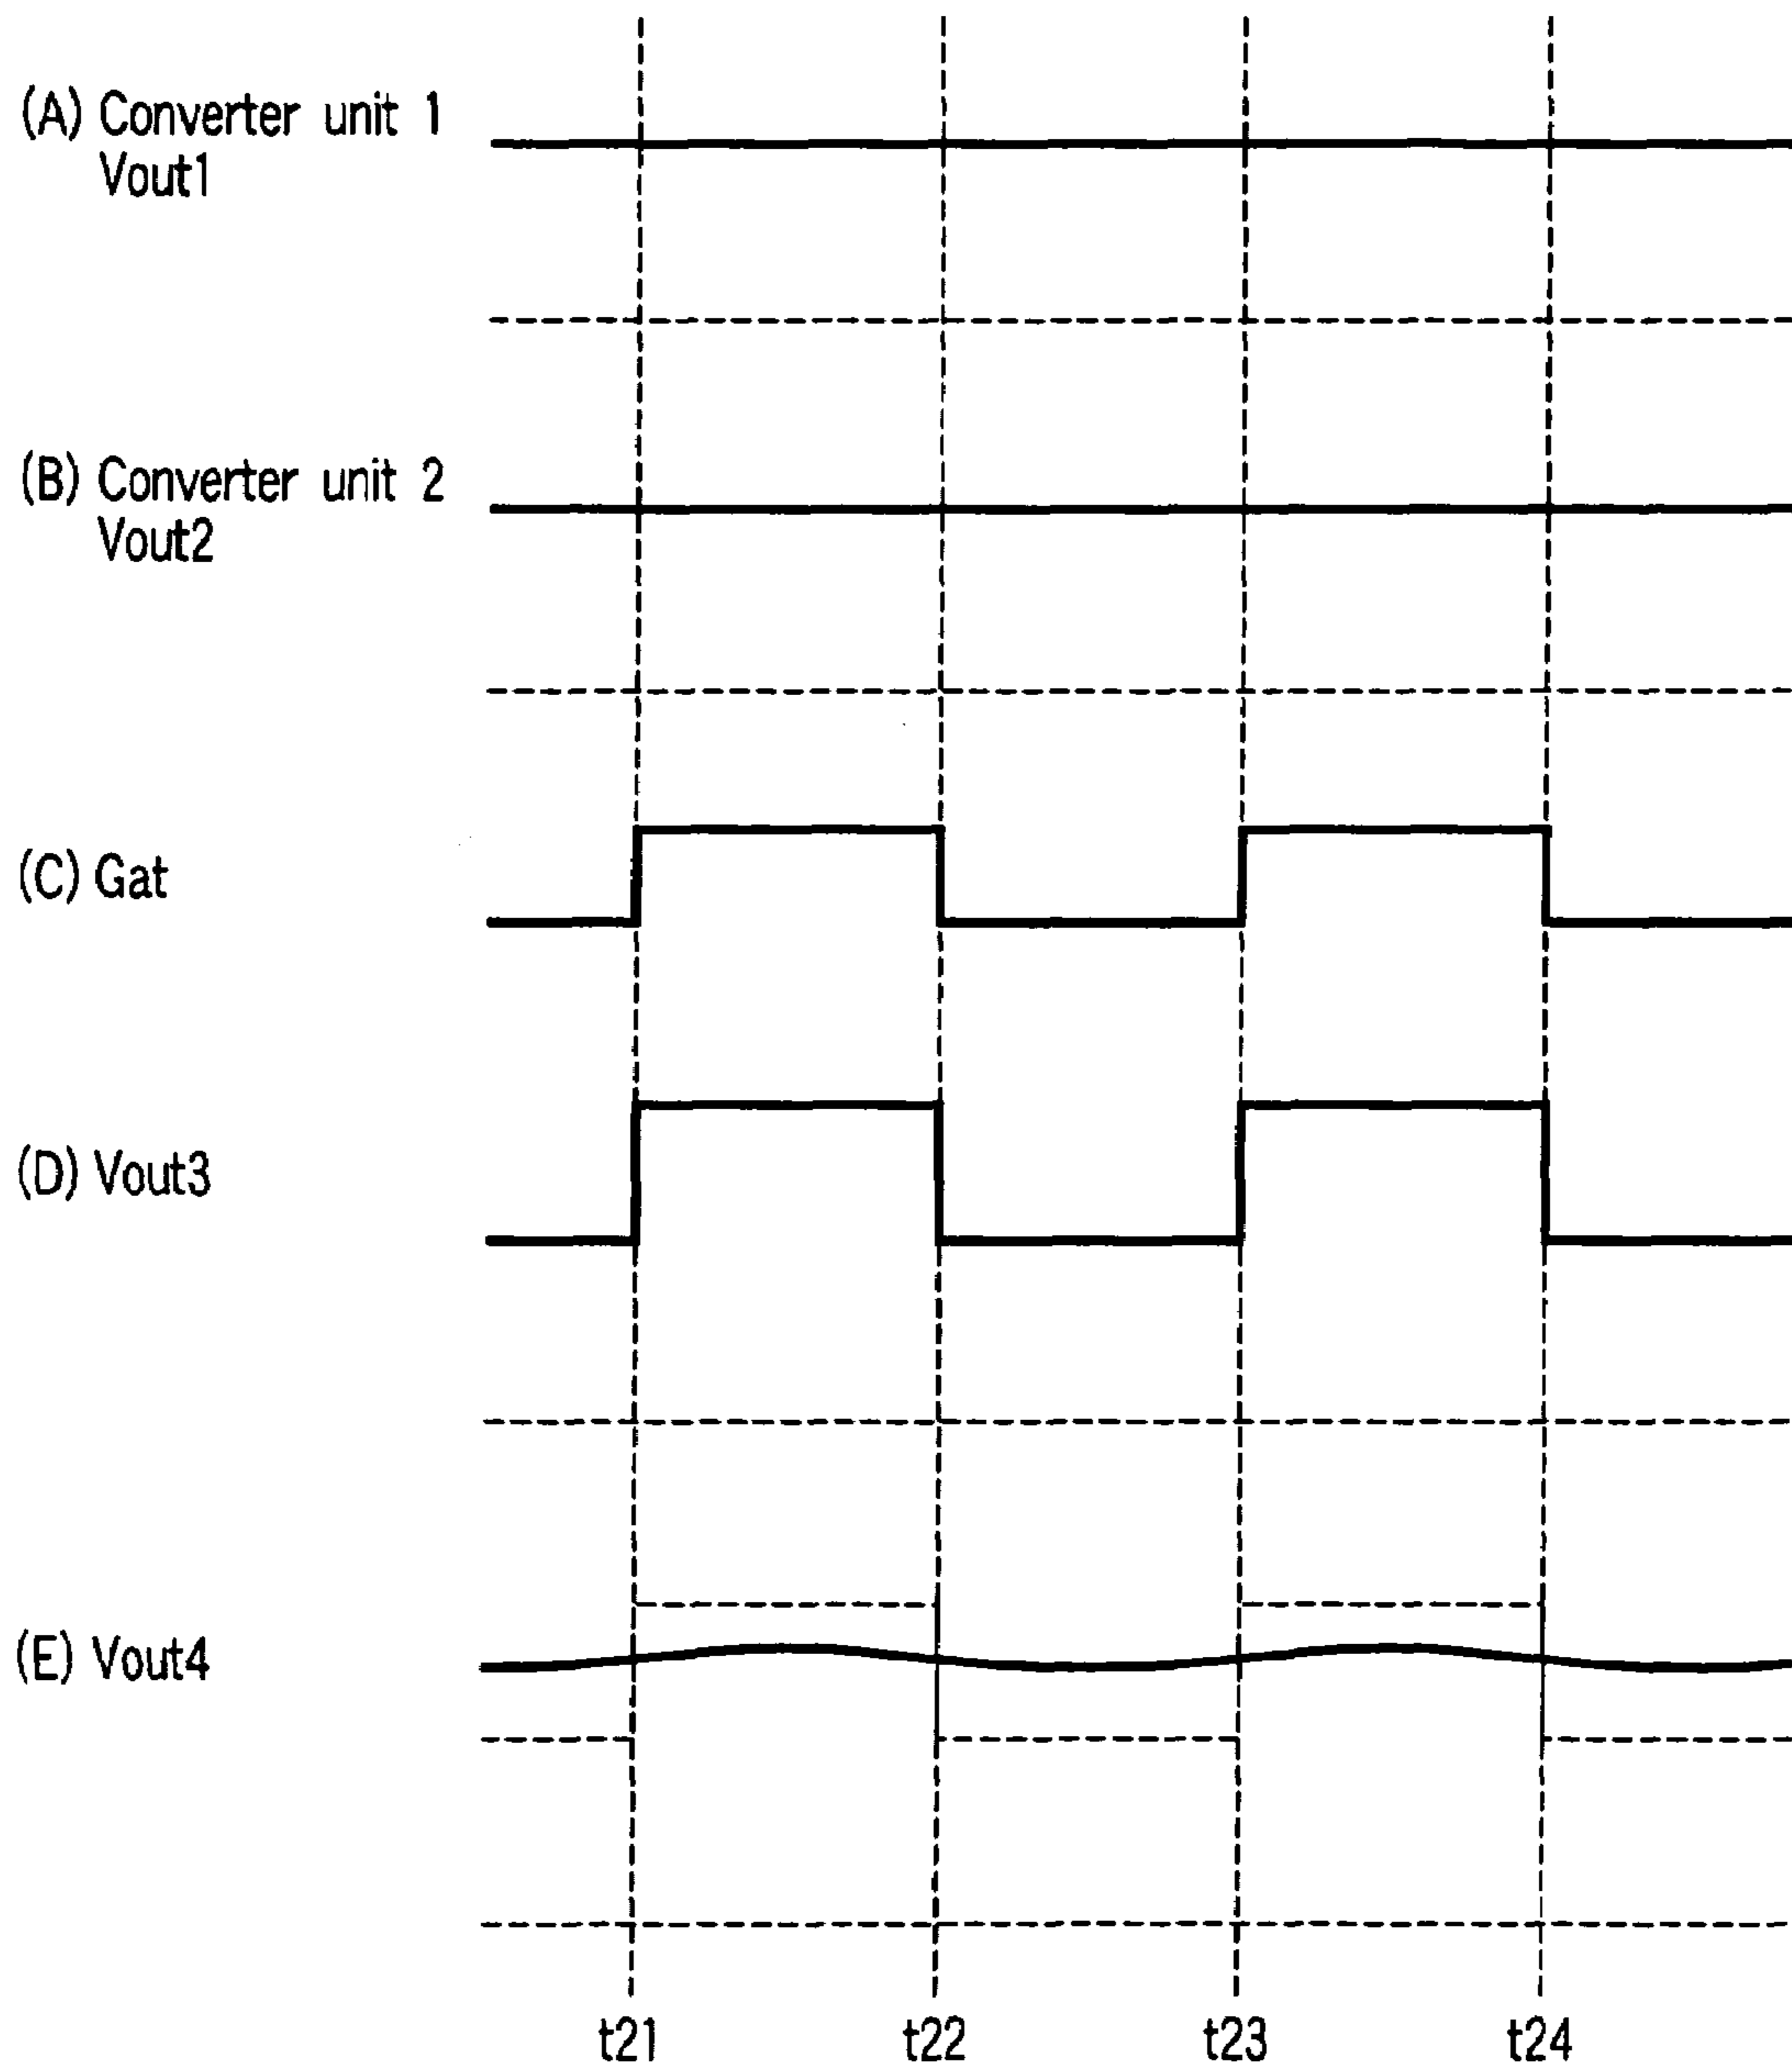 (A) Converter unit 1
Vout1
(B) Converter unit 2
Vout2
(C) Gat
(D) Vout3
(E) Vout4
t21 t22 t23 t24